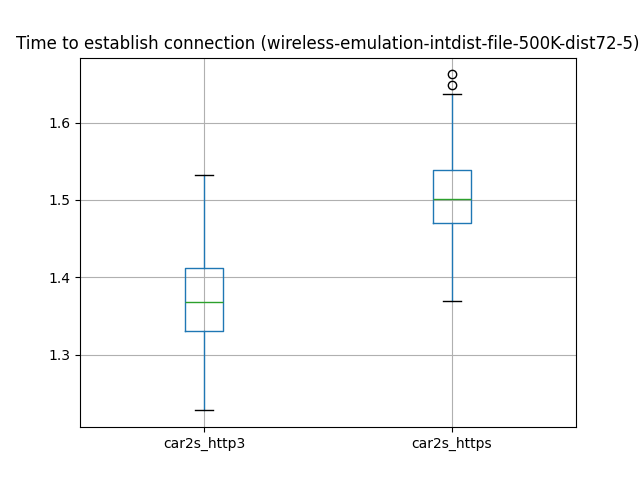 Time to establish connection (wireless-emulation-intdist-file-500K-dist72-5)
1.6
1.5
1.4
1.3
car2s_http3 car2s_https